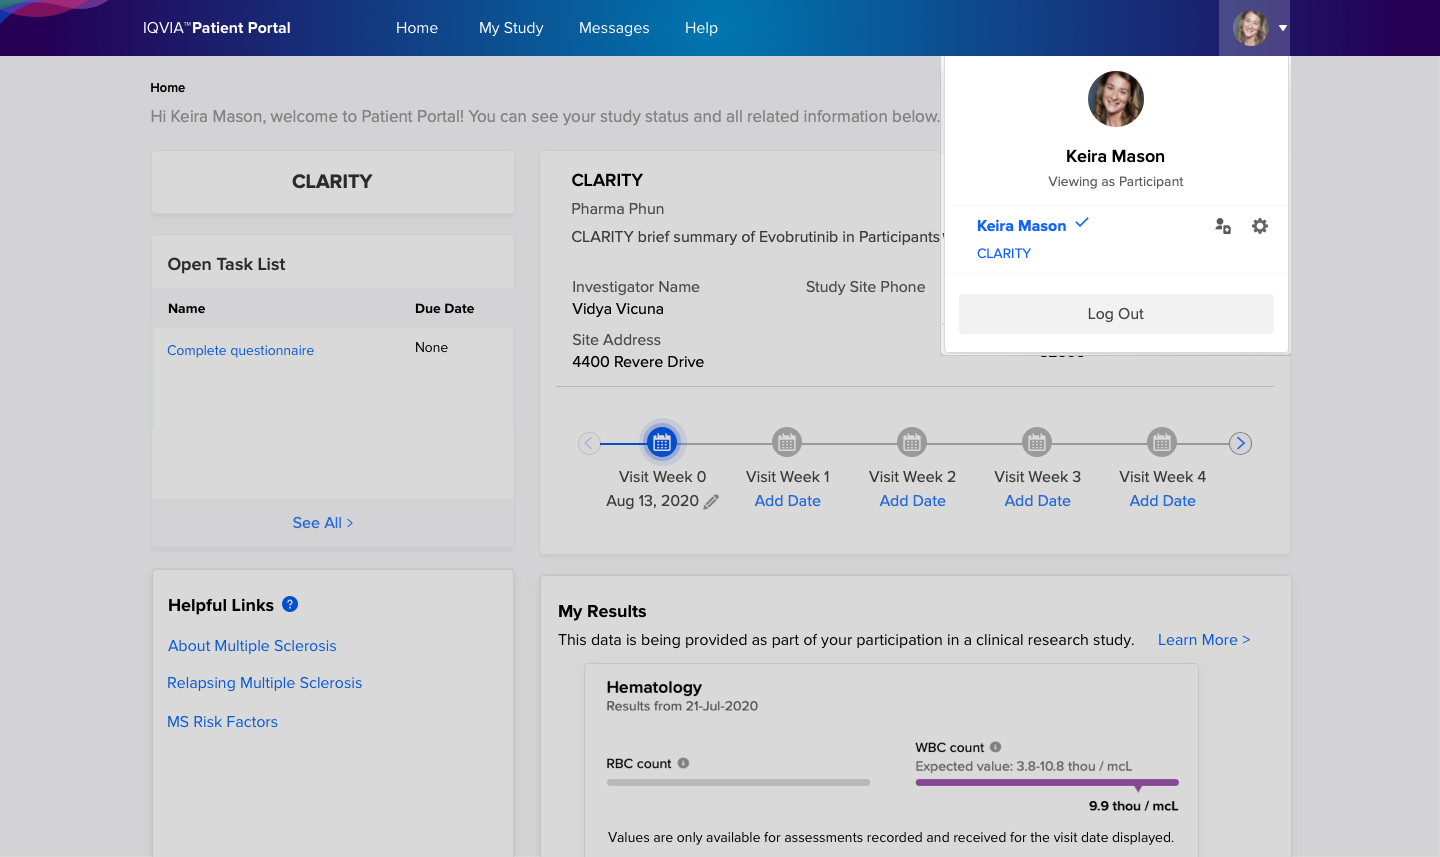 IQVIA™Patient Portal
Home
My Study
Messages
Help
Home
Hi Keira Mason, welcome to Patient Portal! You can see your study status and all related information below.
Keira Mason
Viewing as Participant
Keira Mason
CLARITY
Log Out
CLARITY
Open Task List
Name Due Date
Complete questionnaire None
See All >
Helpful Links ?
About Multiple Sclerosis
Relapsing Multiple Sclerosis
MS Risk Factors
CLARITY
Pharma Phun
CLARITY brief summary of Evobrutinib in Participants
Investigator Name Study Site Phone
Vidya Vicuna
Site Address
4400 Revere Drive
Visit Week 0 Visit Week 1 Visit Week 2 Visit Week 3 Visit Week 4
Aug 13, 2020 Add Date Add Date Add Date Add Date
My Results
This data is being provided as part of your participation in a clinical research study. Learn More >
Hematology
Results from 21-Jul-2020
RBC count
WBC count
Expected value: 3.8-10.8 thou / mcL
9.9 thou / mcL
Values are only available for assessments recorded and received for the visit date displayed.